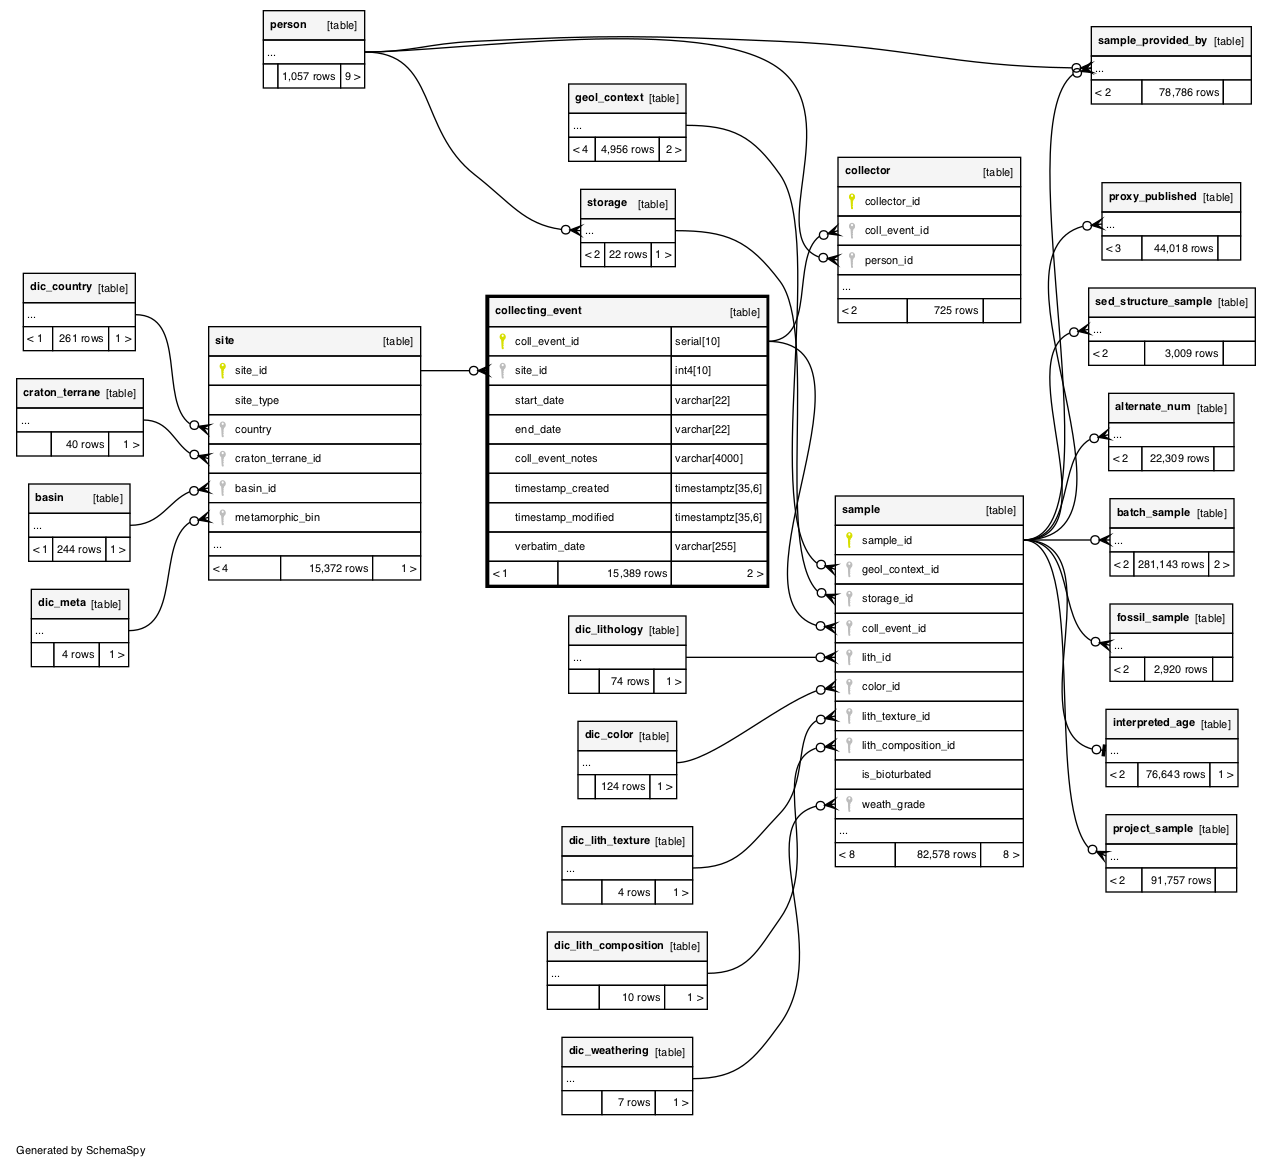 person [table]
...
1,057 rows 9 >
sample_provided_by [table]
...
< 2 78,786 rows
geol_context [table]
...
< 4 4,956 rows 2 >
collector [table]
collector_id
coll_event_id
person_id
...
< 2 725 rows
proxy_published [table]
...
< 3 44,018 rows
storage [table]
...
< 2 22 rows 1 >
dic_country [table]
...
< 1 261 rows 1 >
sed_structure_sample [table]
...
< 2 3,009 rows
collecting_event [table]
coll_event_id serial[10]
site_id int4[10]
start_date varchar[22]
end_date varchar[22]
coll_event_notes varchar[4000]
timestamp_created timestamptz[35,6]
timestamp_modified timestamptz[35,6]
verbatim_date varchar[255]
< 1 15,389 rows 2 >
site [table]
site_id
site_type
country
craton_terrane_id
basin_id
metamorphic_bin
...
< 4 15,372 rows 1 >
craton_terrane [table]
...
40 rows 1 >
alternate_num [table]
...
< 2 22,309 rows
basin [table]
...
< 1 244 rows 1 >
sample [table]
sample_id
geol_context_id
storage_id
coll_event_id
lith_id
color_id
lith_texture_id
lith_composition_id
is_bioturbated
weath_grade
...
< 8 82,578 rows 8 >
batch_sample [table]
...
< 2 281,143 rows 2 >
dic_meta [table]
...
4 rows 1 >
fossil_sample [table]
...
< 2 2,920 rows
dic_lithology [table]
...
74 rows 1 >
interpreted_age [table]
...
< 2 76,643 rows 1 >
dic_color [table]
...
124 rows 1 >
project_sample [table]
...
< 2 91,757 rows
dic_lith_texture [table]
...
4 rows 1 >
dic_lith_composition [table]
...
10 rows 1 >
dic_weathering [table]
...
7 rows 1 >
Generated by SchemaSpy